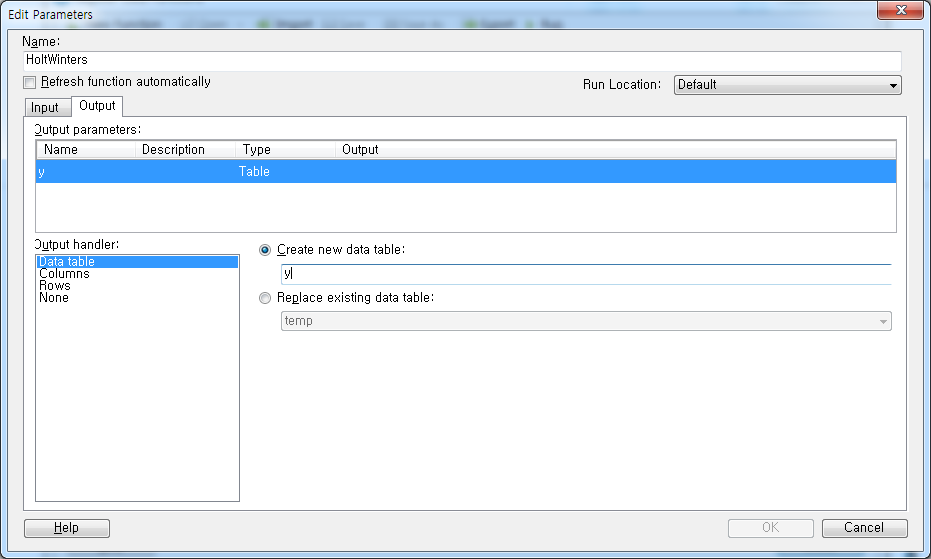 Edit Parameters
Name:
HoltWinters
Refresh function automatically
Run Location: Default
Input Output
Output parameters:
Name Description Type Output
y Table
Output handler:
Data table
Columns
Rows
None
Create new data table:
y
Replace existing data table:
temp
Help OK Cancel